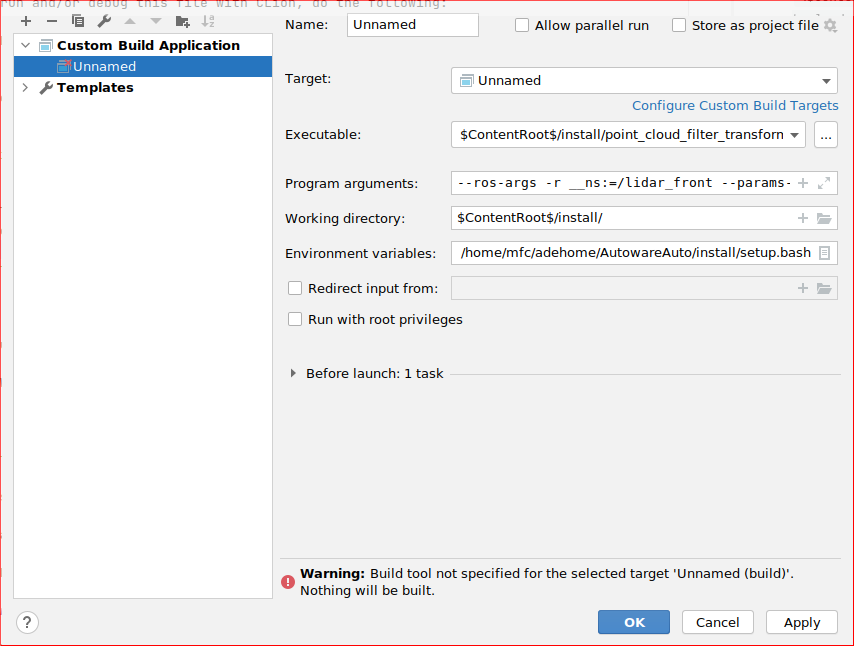 run and/or debug this file with CLion, do the following:
Name: Unnamed Allow parallel run Store as project file
Custom Build Application
Unnamed
Templates
Target: Unnamed
Configure Custom Build Targets
Executable: $ContentRoot$/install/point_cloud_filter_transforn ...
Program arguments: --ros-args -r __ns:=/lidar_front --params-
Working directory: $ContentRoot$/install/
Environment variables: /home/mfc/adehome/AutowareAuto/install/setup.bash
Redirect input from:
Run with root privileges
Before launch: 1 task
Warning: Build tool not specified for the selected target 'Unnamed (build)'.
Nothing will be built.
? OK Cancel Apply